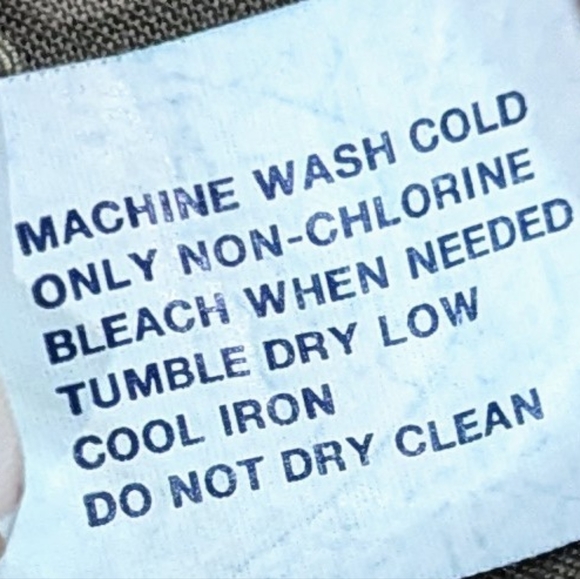 MACHINE WASH COLD
ONLY NON-CHLORINE
BLEACH WHEN NEEDED
TUMBLE DRY LOW
COOL IRON
DO NOT DRY CLEAN